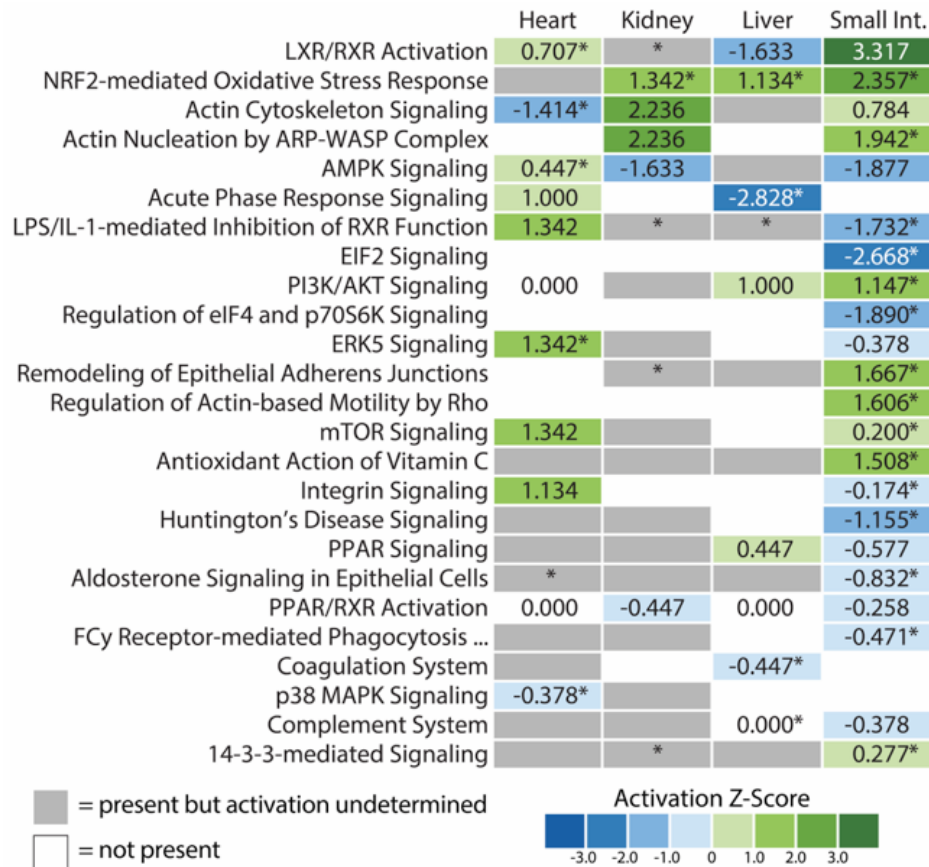 Heart Kidney Liver Small Int.
LXR/RXR Activation 0.707* * -1.633 3.317
NRF2-mediated Oxidative Stress Response 1.342* 1.134* 2.357*
Actin Cytoskeleton Signaling -1.414* 2.236 0.784
Actin Nucleation by ARP-WASP Complex 2.236 1.942*
AMPK Signaling 0.447* -1.633 -1.877
Acute Phase Response Signaling 1.000 -2.828*
LPS/IL-1-mediated Inhibition of RXR Function 1.342 * * -1.732*
EIF2 Signaling -2.668*
PI3K/AKT Signaling 0.000 1.000 1.147*
Regulation of eIF4 and p70S6K Signaling -1.890*
ERK5 Signaling 1.342* -0.378
Remodeling of Epithelial Adherens Junctions * 1.667*
Regulation of Actin-based Motility by Rho 1.606*
mTOR Signaling 1.342 0.200*
Antioxidant Action of Vitamin C 1.508*
Integrin Signaling 1.134 -0.174*
Huntington's Disease Signaling -1.155*
PPAR Signaling 0.447 -0.577
Aldosterone Signaling in Epithelial Cells * -0.832*
PPAR/RXR Activation 0.000 -0.447 0.000 -0.258
FCy Receptor-mediated Phagocytosis ... -0.471*
Coagulation System -0.447*
p38 MAPK Signaling -0.378*
Complement System 0.000* -0.378
14-3-3-mediated Signaling * 0.277*
= present but activation undetermined
= not present
Activation Z-Score
-3.0 -2.0 -1.0 0 1.0 2.0 3.0